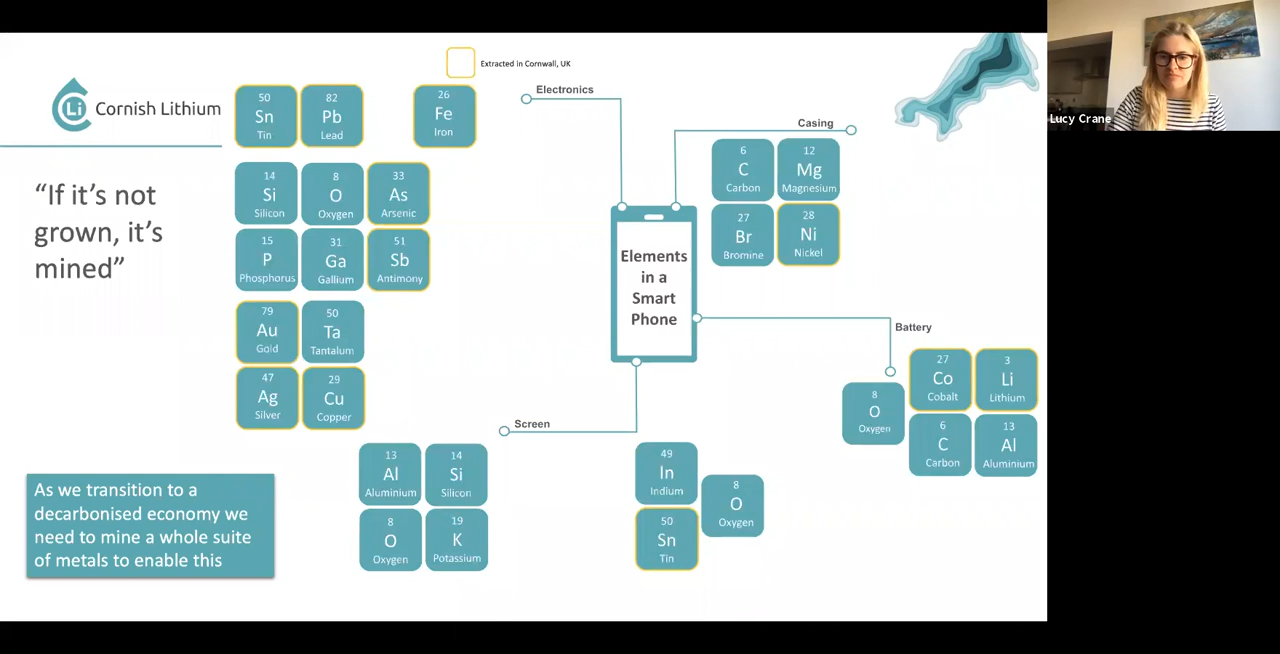 Extracted in Cornwall, UK
Li
Cornish Lithium
“If it’s not
grown, it’s
mined”
As we transition to a
decarbonised economy we
need to mine a whole suite
of metals to enable this
Electronics
50
Sn
Tin
82
Pb
Lead
26
Fe
Iron
14
Si
Silicon
8
O
Oxygen
33
As
Arsenic
15
P
Phosphorus
31
Ga
Gallium
51
Sb
Antimony
79
Au
Gold
50
Ta
Tantalum
47
Ag
Silver
29
Cu
Copper
Casing
6
C
Carbon
12
Mg
Magnesium
27
Br
Bromine
28
Ni
Nickel
Elements
in a
Smart
Phone
Battery
8
O
Oxygen
27
Co
Cobalt
3
Li
Lithium
6
C
Carbon
13
Al
Aluminium
Screen
13
Al
Aluminium
14
Si
Silicon
8
O
Oxygen
19
K
Potassium
49
In
Indium
8
O
Oxygen
50
Sn
Tin
Lucy Crane